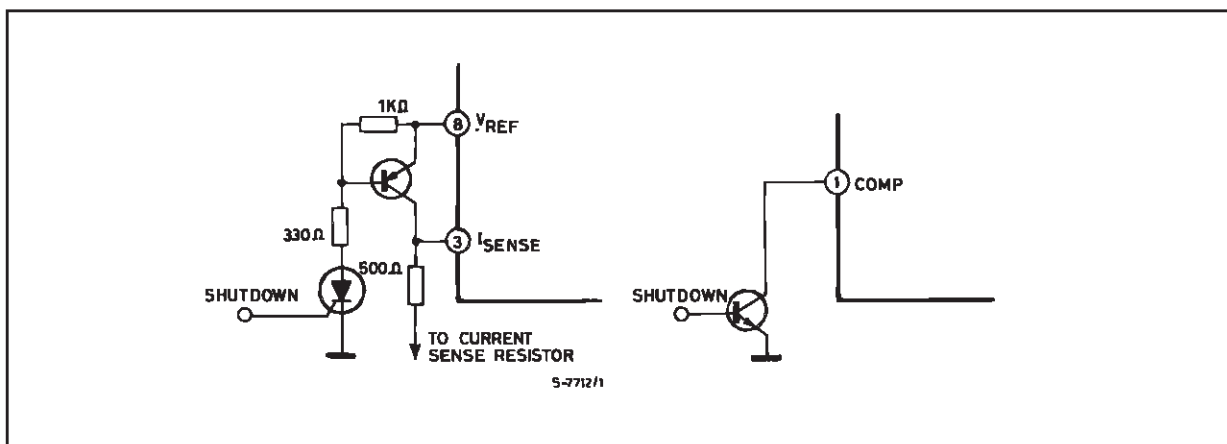 1KΩ
8 VREF
330Ω
3 ISENSE
500Ω
SHUTDOWN
TO CURRENT
SENSE RESISTOR
S-7712/1
1 COMP
SHUTDOWN